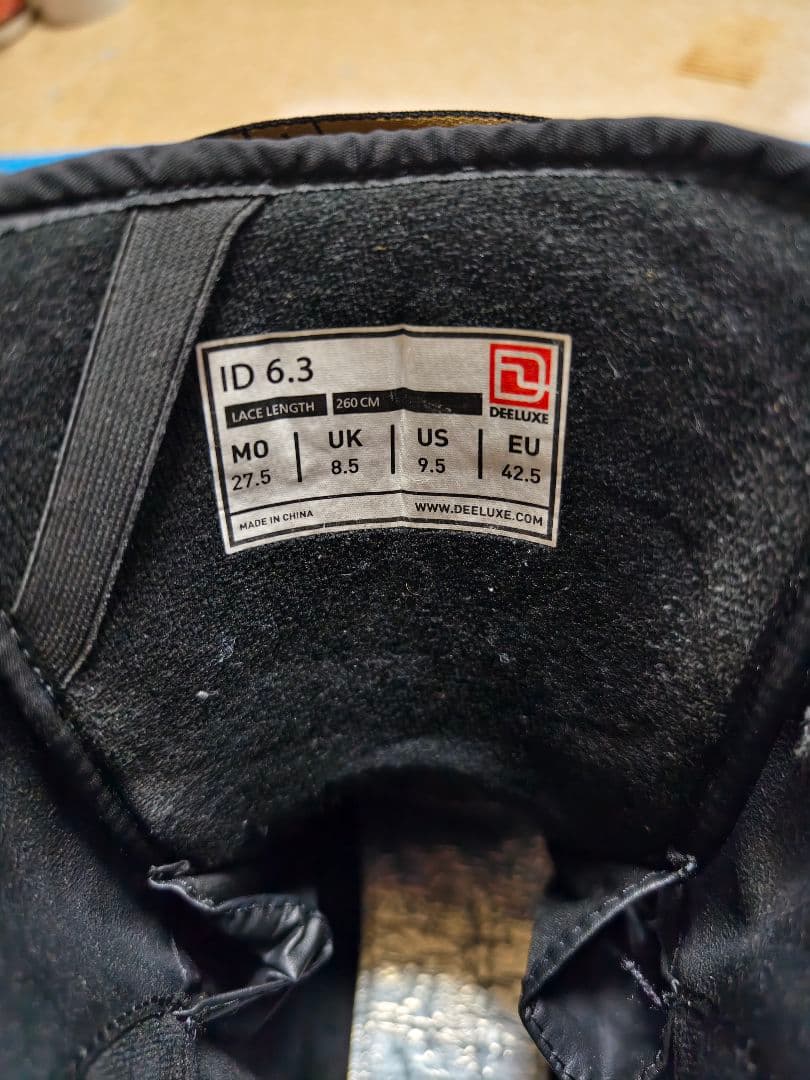 ID 6.3
DEELUXE
LACE LENGTH 260 CM
MO UK US EU
27.5 8.5 9.5 42.5
MADE IN CHINA WWW.DEELUXE.COM